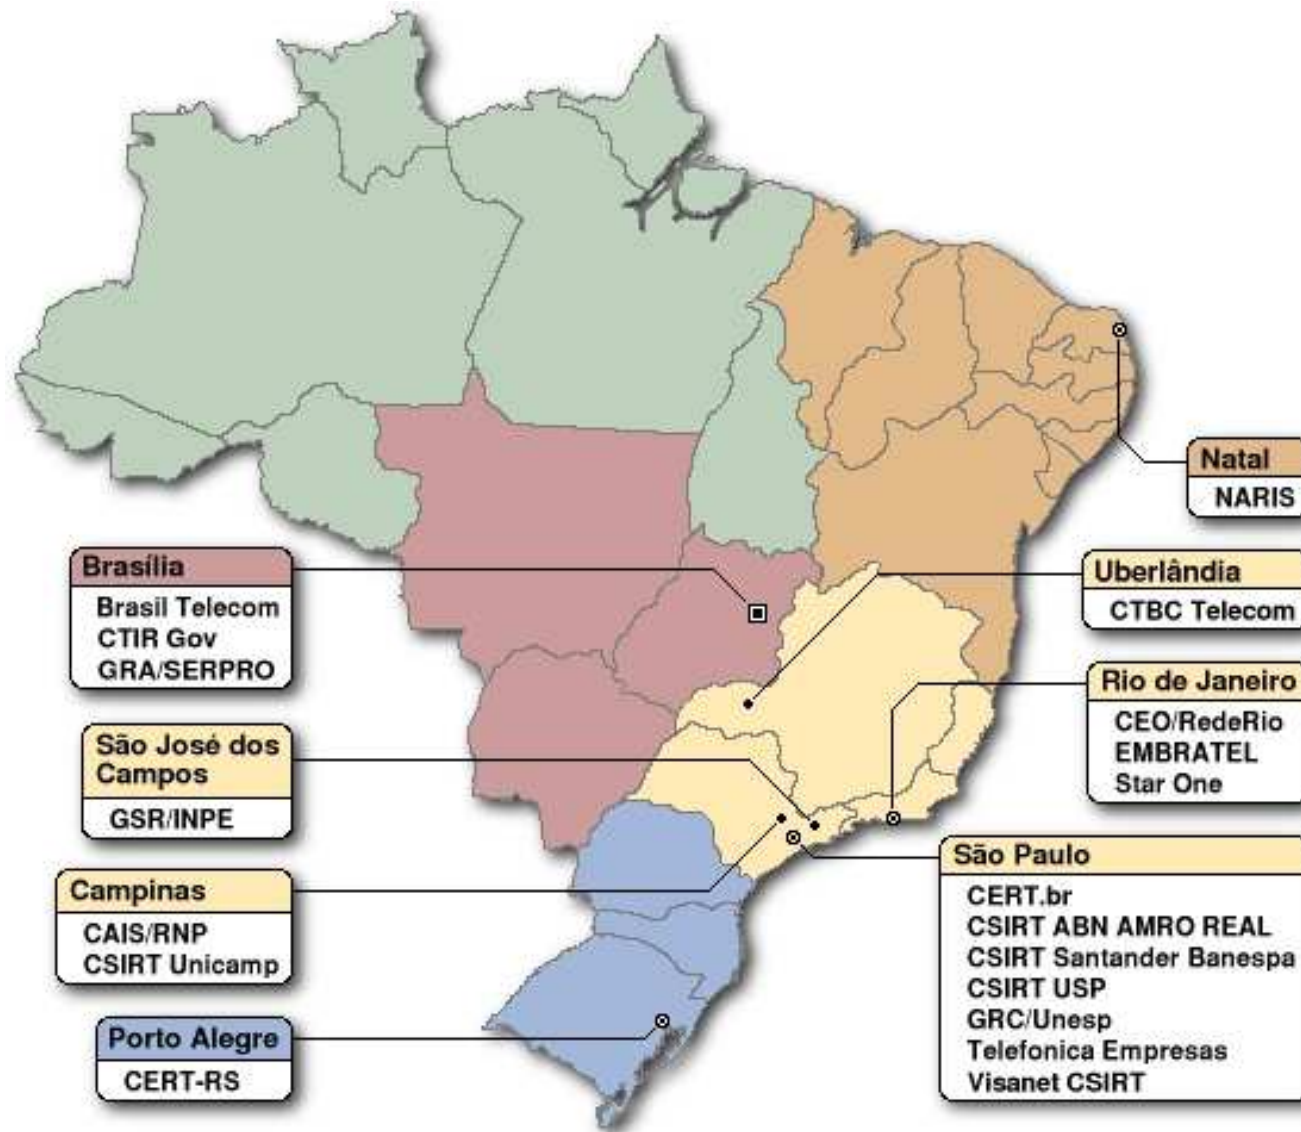 Natal
NARIS
Brasília
Brasil Telecom
CTIR Gov
GRA/SERPRO
Uberlândia
CTBC Telecom
Rio de Janeiro
CEO/RedeRio
EMBRATEL
Star One
São José dos
Campos
GSR/INPE
São Paulo
CERT.br
CSIRT ABN AMRO REAL
CSIRT Santander Banespa
CSIRT USP
GRC/Unesp
Telefonica Empresas
Visanet CSIRT
Campinas
CAIS/RNP
CSIRT Unicamp
Porto Alegre
CERT-RS